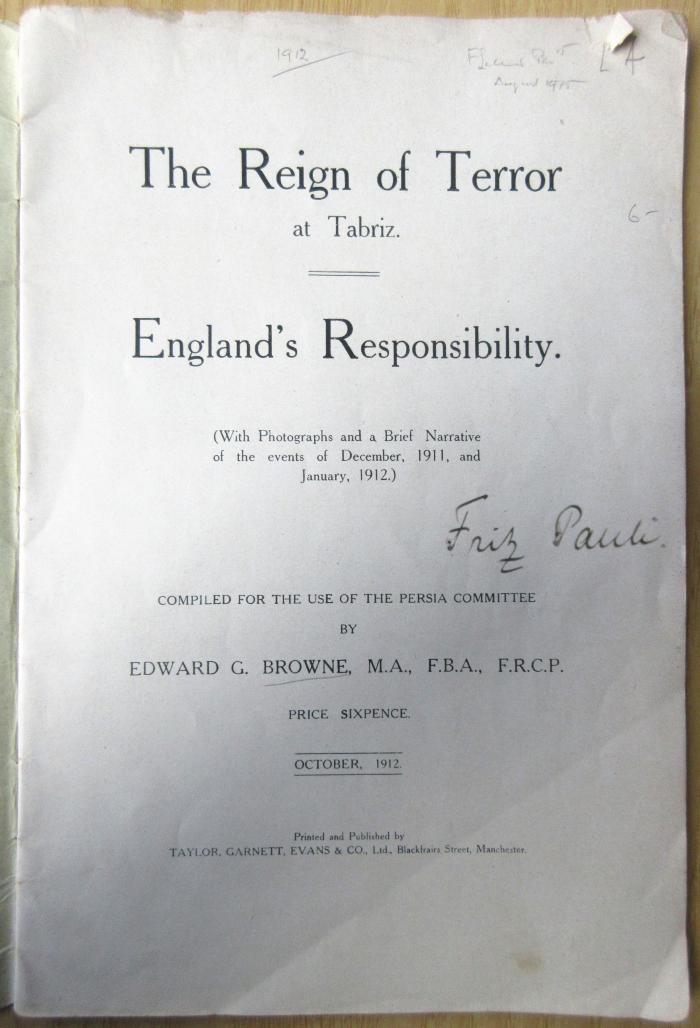 1912
The Reign of Terror
at Tabriz.
6-
England's Responsibility.
(With Photographs and a Brief Narrative
of the events of December, 1911, and
January, 1912.)
Fritz Pauli.
COMPILED FOR THE USE OF THE PERSIA COMMITTEE
BY
EDWARD G. BROWNE, M.A., F.B.A., F.R.C.P.
PRICE SIXPENCE.
OCTOBER, 1912.
Printed and Published by
TAYLOR, GARNETT, EVANS & CO., Ltd., Blackfriars Street, Manchester.